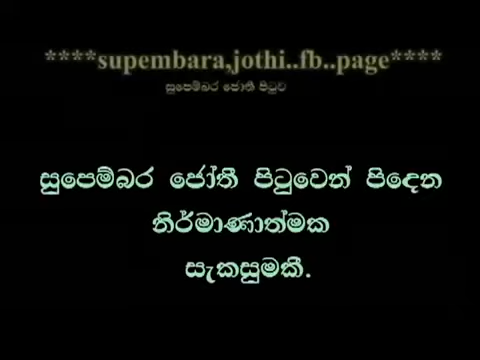 ****supembara,jothi..fb..page****
සුපෙම්බර ජෝතී පිටුව
සුපෙම්බර ජෝතී පිටුවෙන් පිදෙන
නිර්මාණාත්මක
සැකසුමකී.